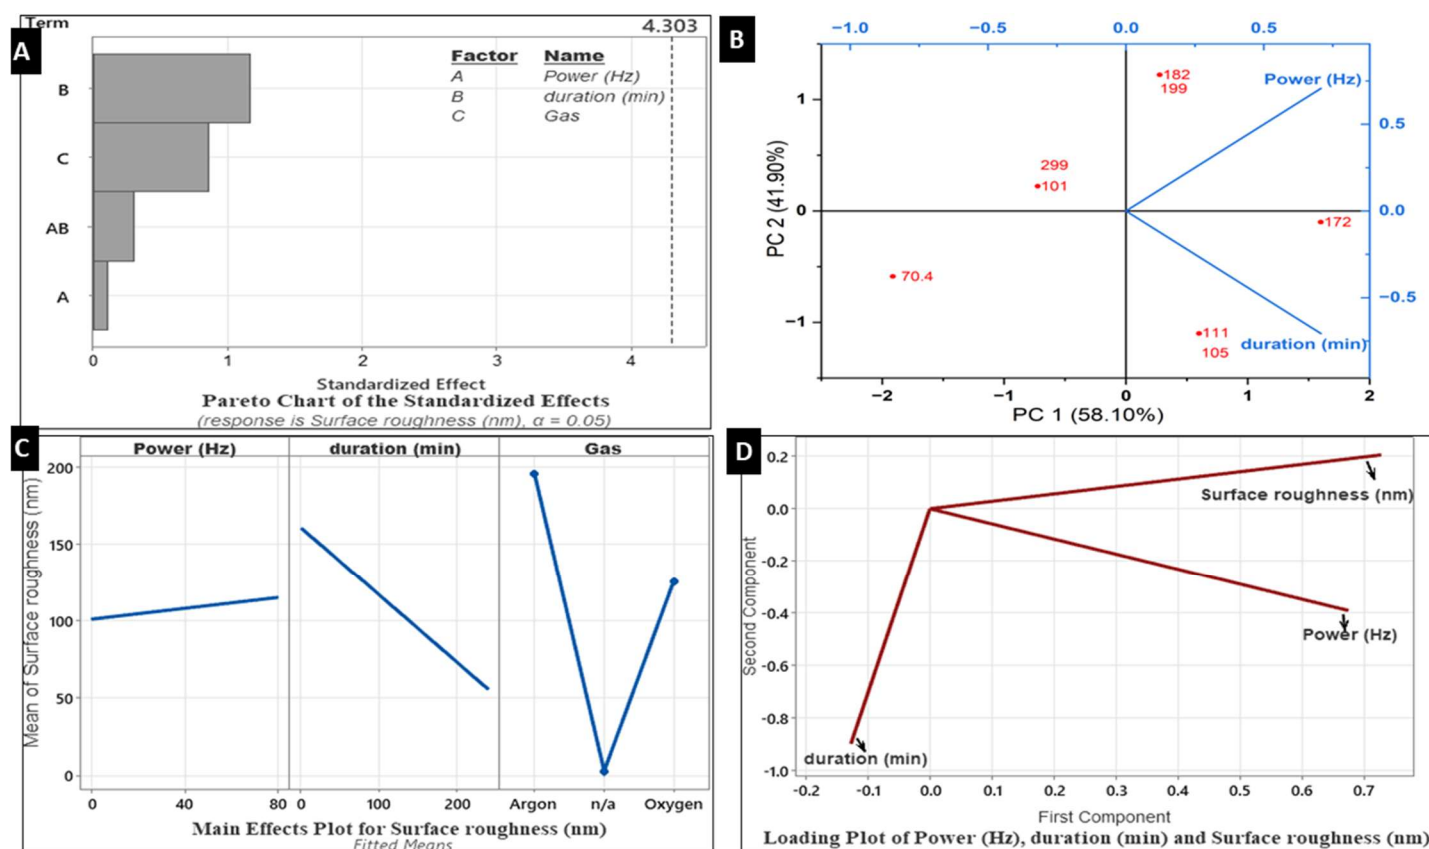 A
Term
4.303
Factor Name
A Power (Hz)
B duration (min)
C Gas
B
C
AB
A
0 1 2 3 4
Standardized Effect
Pareto Chart of the Standardized Effects
(response is Surface roughness (nm), α = 0.05)
B
−1.0 −0.5 0.0 0.5
Power (Hz)
182
199
1
0.5
299
101
0
0.0
172
70.4
−0.5
−1
111
105
duration (min)
PC 2 (41.90%)
−2 −1 0 1 2
PC 1 (58.10%)
C
Power (Hz) duration (min) Gas
Mean of Surface roughness (nm)
200
150
100
50
0
0 40 80 0 100 200 Argon n/a Oxygen
Main Effects Plot for Surface roughness (nm)
Fitted Means
D
Second Component
0.2
0.0
-0.2
-0.4
-0.6
-0.8
-1.0
Surface roughness (nm)
Power (Hz)
duration (min)
-0.2 -0.1 0.0 0.1 0.2 0.3 0.4 0.5 0.6 0.7
First Component
Loading Plot of Power (Hz), duration (min) and Surface roughness (nm)